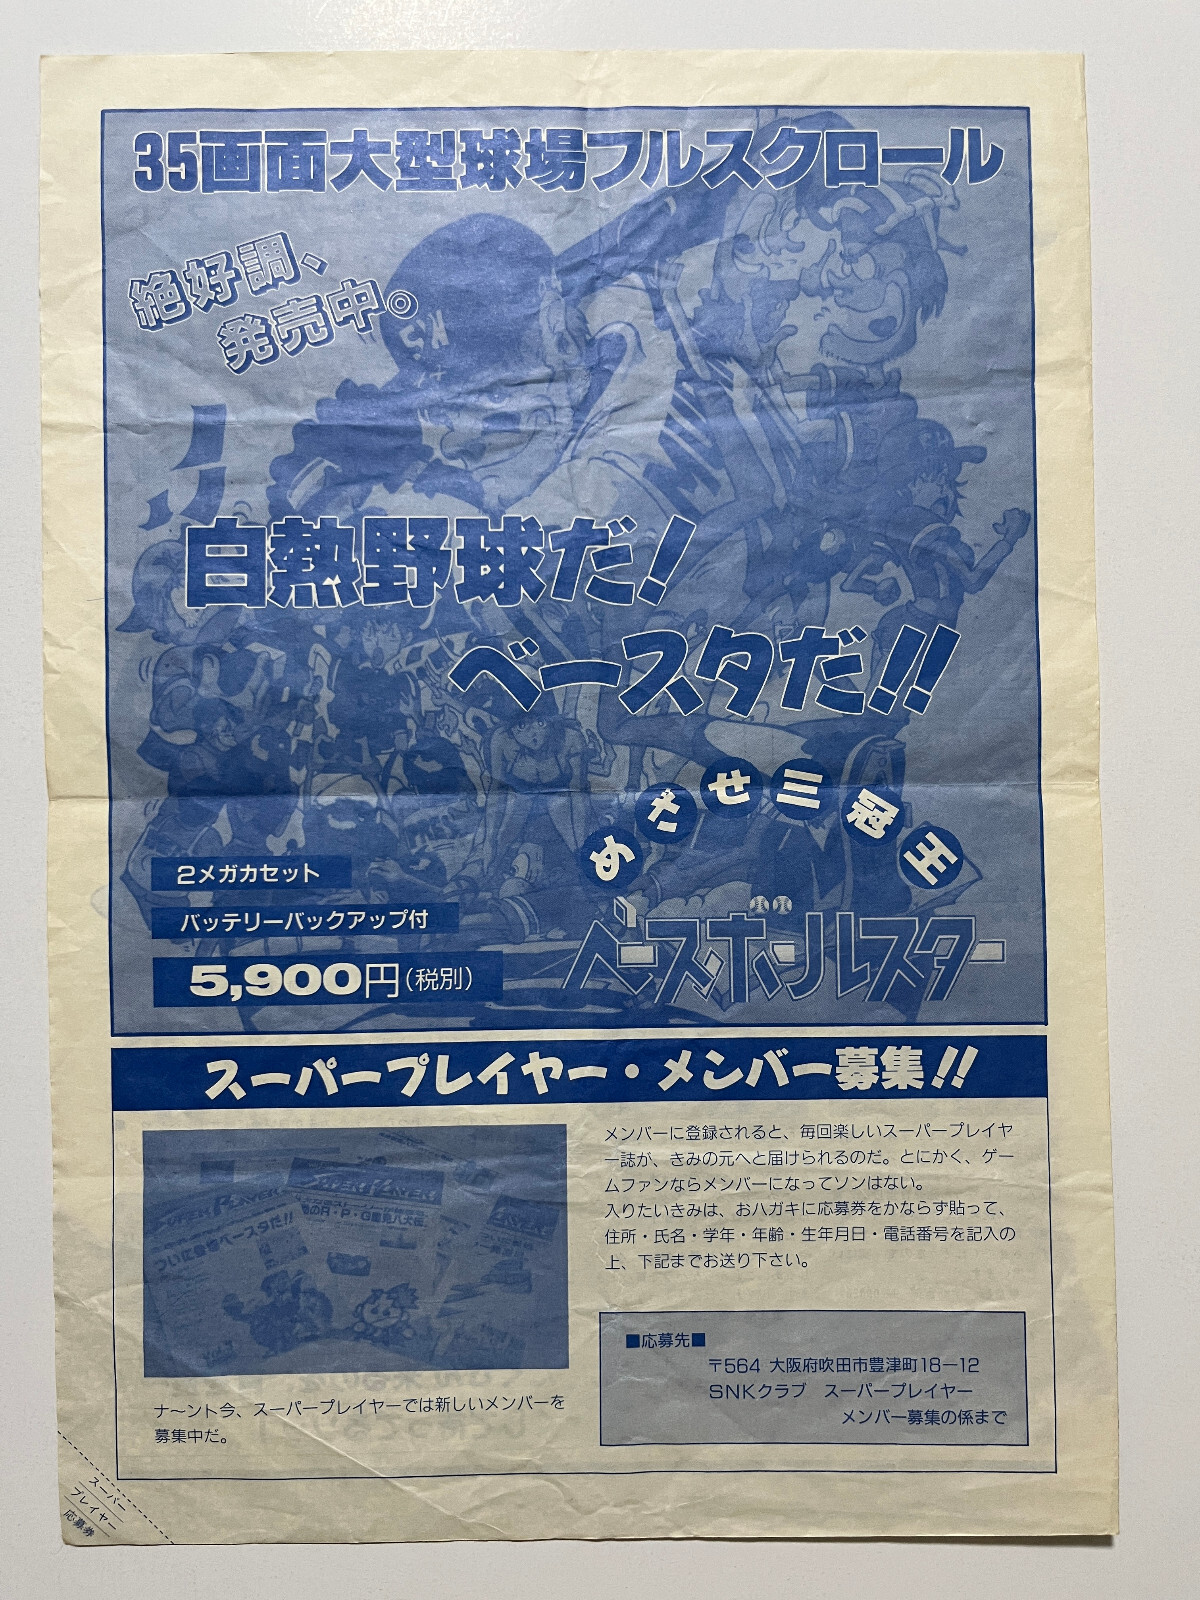 35画面大型球場フルスクロール
絶好調、
発売中。
白熱野球だ!
ベースタだ!!
めざせ三冠王
ベースボールスター
2メガカセット
バッテリーバックアップ付
5,900円(税別)
スーパープレイヤー・メンバー募集!!
メンバーに登録されると、毎回楽しいスーパープレイヤ
ー誌が、きみの元へと届けられるのだ。とにかく、ゲー
ムファンならメンバーになってソンはない。
入りたいきみは、おハガキに応募券をかならず貼って、
住所・氏名・学年・年齢・生年月日・電話番号を記入の
上、下記までお送り下さい。
ナ〜ント今、スーパープレイヤーでは新しいメンバーを
募集中だ。
■応募先■
〒564 大阪府吹田市豊津町18－12
SNKクラブ スーパープレイヤー
メンバー募集の係まで
スーパー
プレイヤー
応募券